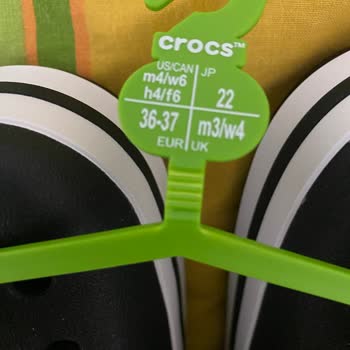 crocs™
US/CAN JP
m4/w6
h4/f6 22
36-37 m3/w4
EUR UK